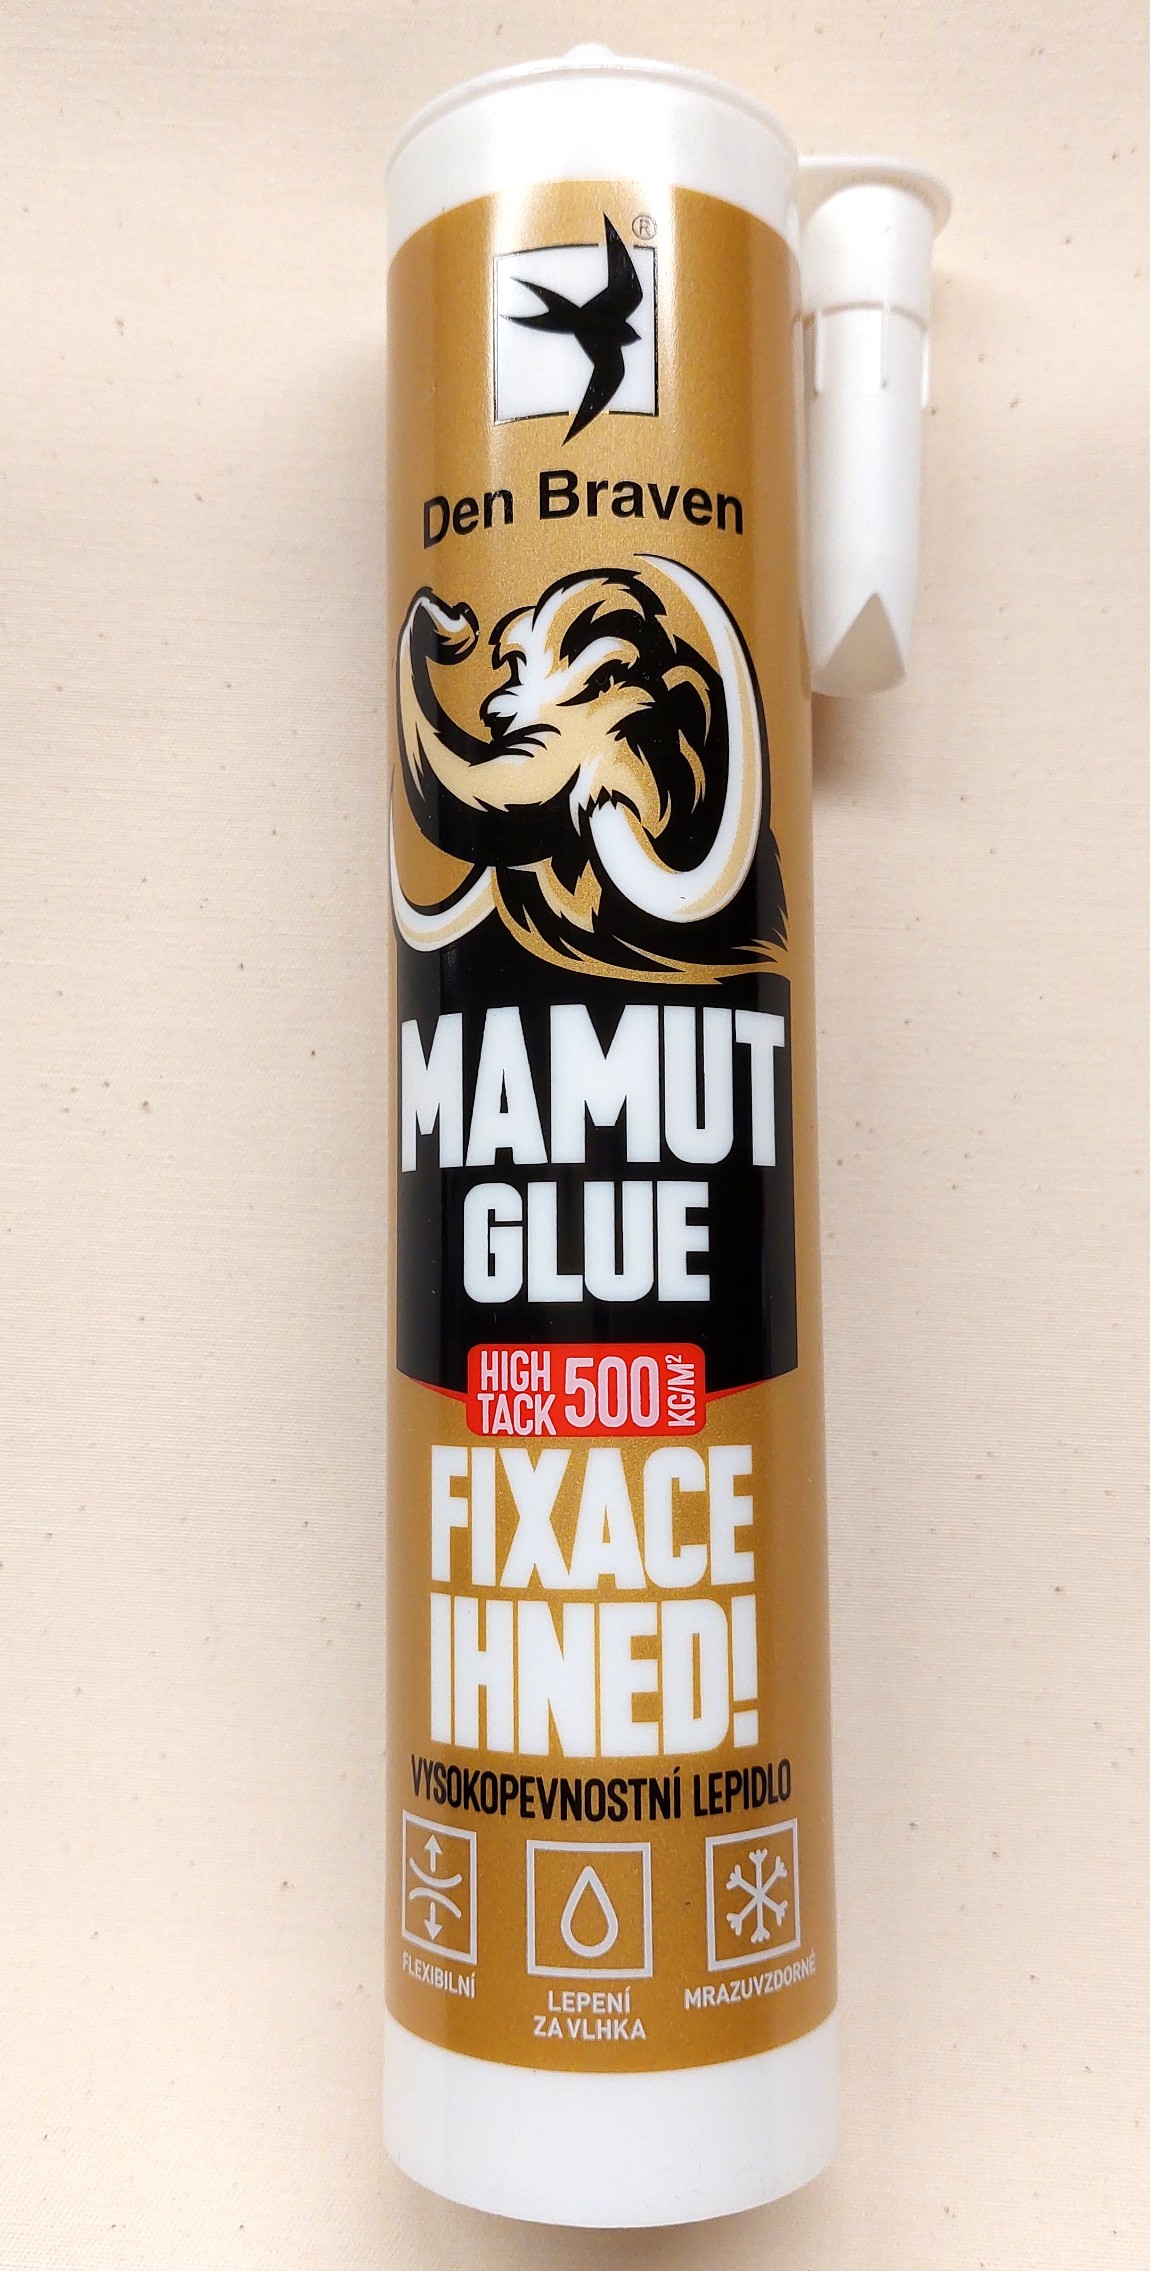 ®
Den Braven
MAMUT
GLUE
HIGH
TACK
500
KG/M²
FIXACE
IHNED!
VYSOKOPEVNOSTNÍ LEPIDLO
FLEXIBILNÍ
LEPENÍ
ZA VLHKA
MRAZUVZDORNÉ